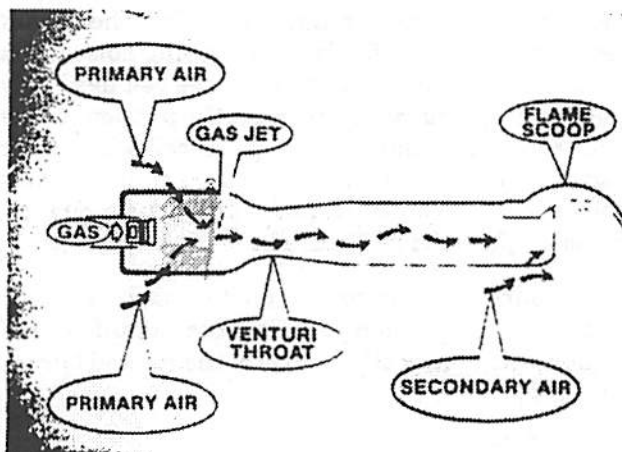 PRIMARY AIR
GAS JET
FLAME
SCOOP
GAS
VENTURI
THROAT
PRIMARY AIR
SECONDARY AIR